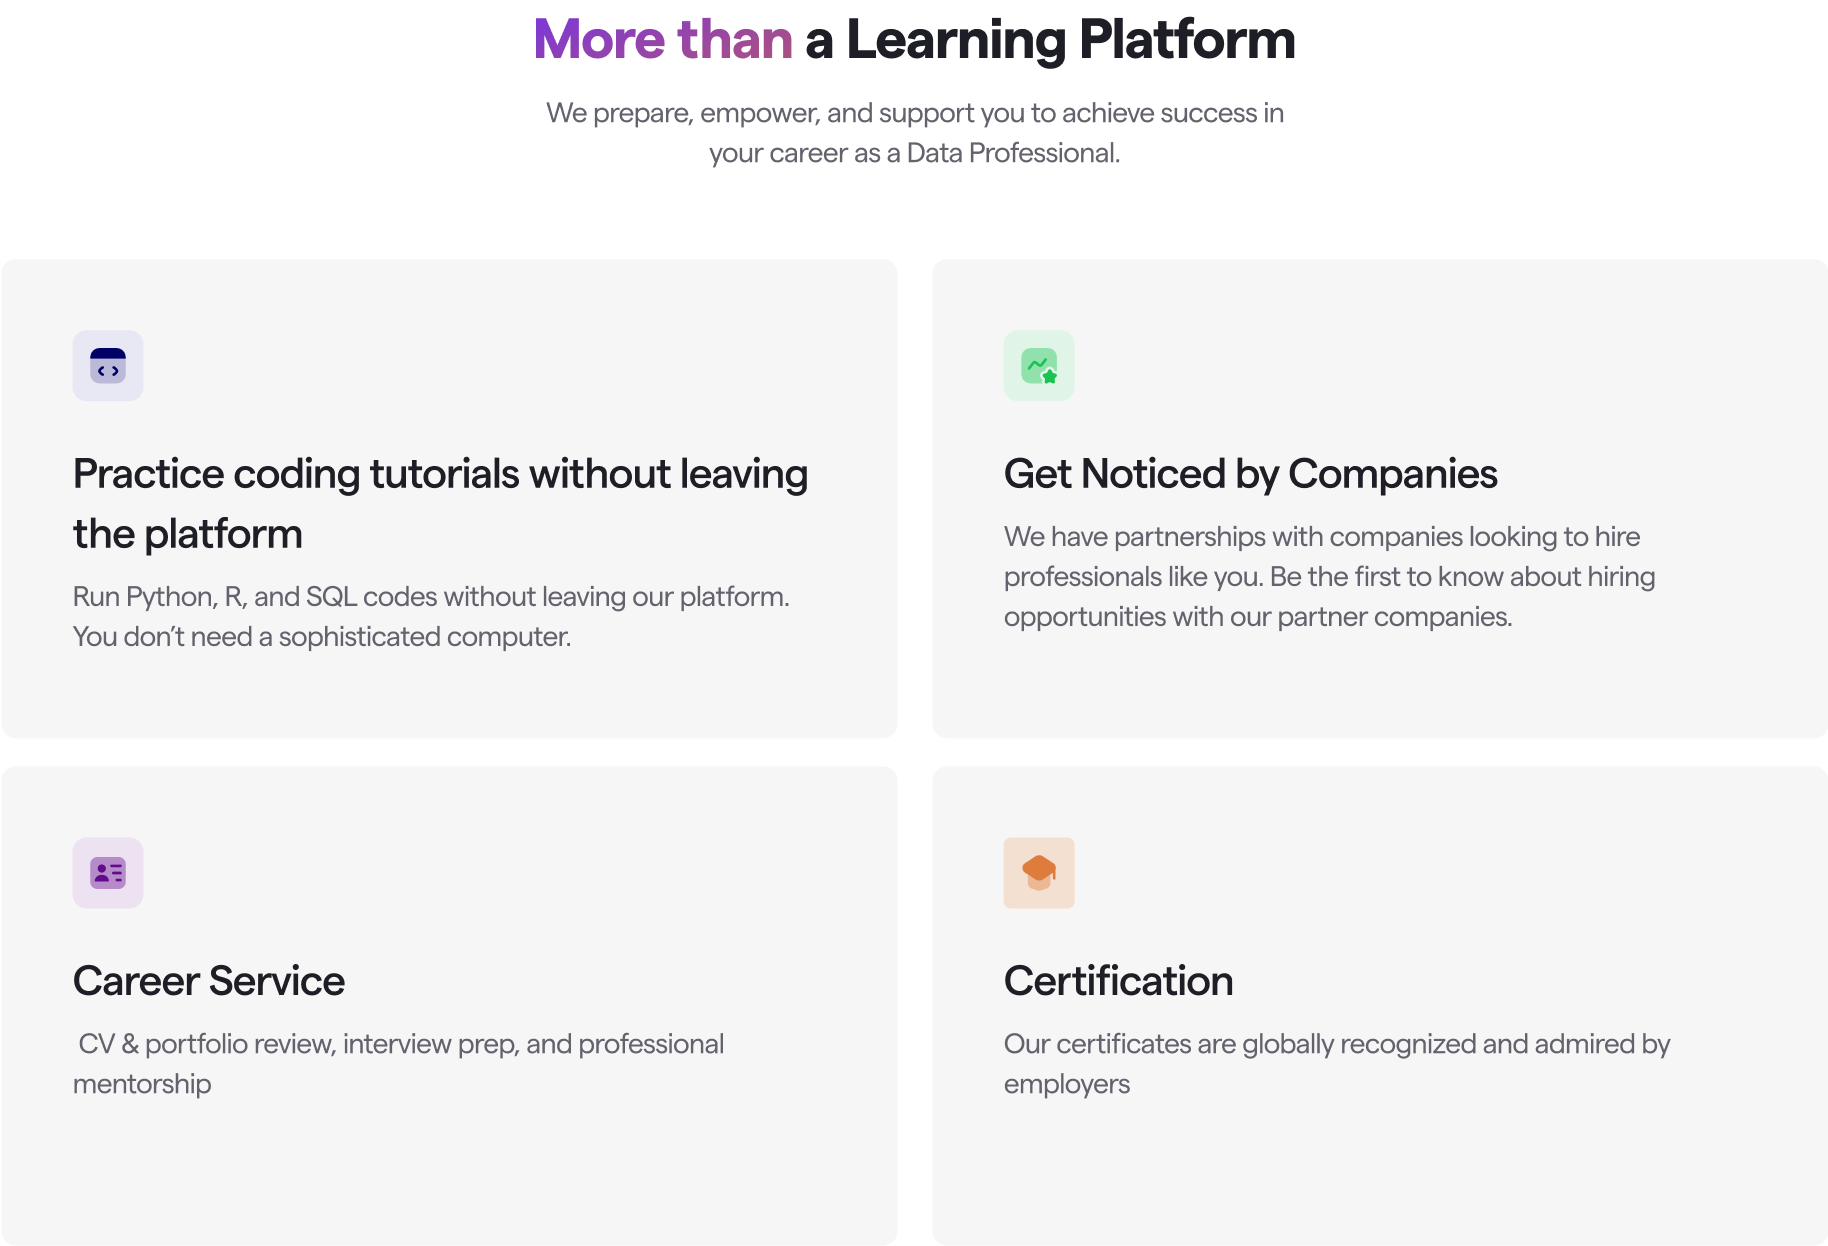 More than a Learning Platform
We prepare, empower, and support you to achieve success in
your career as a Data Professional.
Practice coding tutorials without leaving
the platform
Run Python, R, and SQL codes without leaving our platform.
You don’t need a sophisticated computer.
Get Noticed by Companies
We have partnerships with companies looking to hire
professionals like you. Be the first to know about hiring
opportunities with our partner companies.
Career Service
CV & portfolio review, interview prep, and professional
mentorship
Certification
Our certificates are globally recognized and admired by
employers